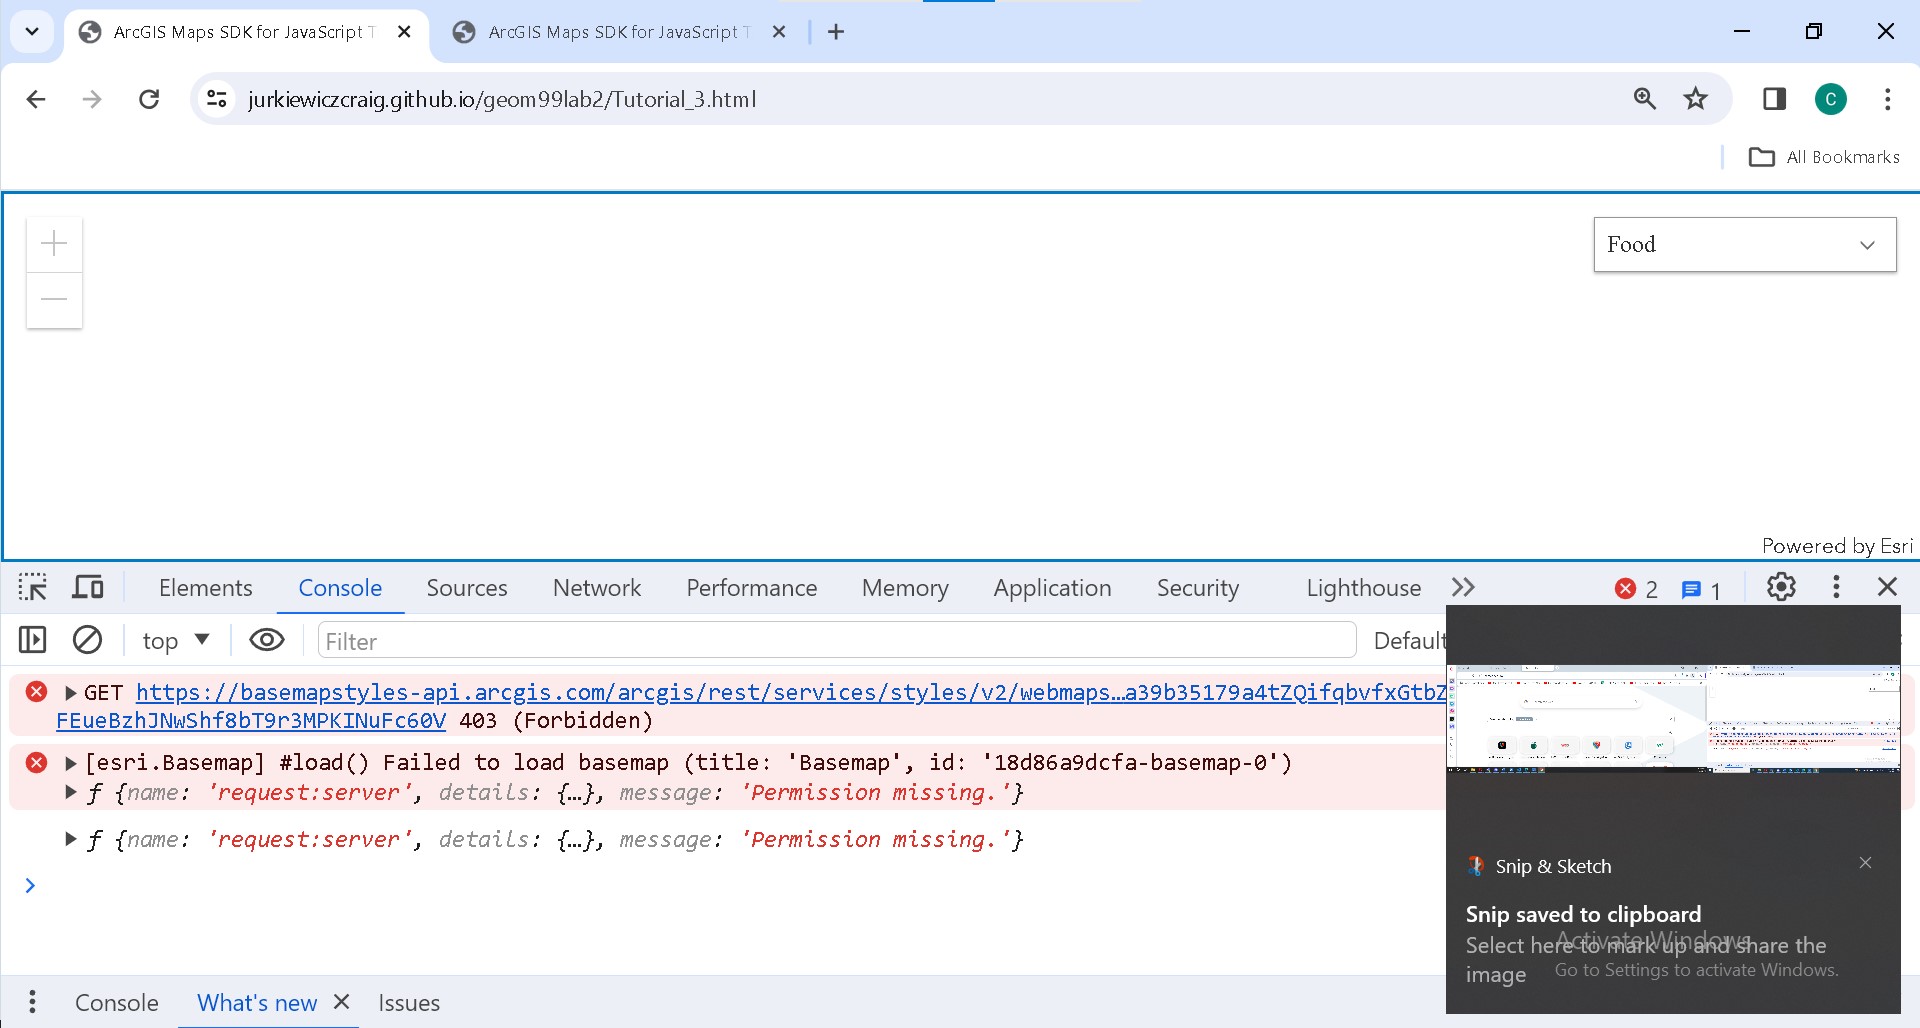 ArcGIS Maps SDK for JavaScript T
ArcGIS Maps SDK for JavaScript T
jurkiewiczcraig.github.io/geom99lab2/Tutorial_3.html
C
All Bookmarks
+
Food
−
Powered by Esri
Elements Console Sources Network Performance Memory Application Security Lighthouse 2 1
top Filter Default
GET https://basemapstyles-api.arcgis.com/arcgis/rest/services/styles/v2/webmaps…a39b35179a4tZQifqbvfxGtbZ
FEueBzhJNwShf8bT9r3MPKINuFc60V 403 (Forbidden)
[esri.Basemap] #load() Failed to load basemap (title: 'Basemap', id: '18d86a9dcfa-basemap-0')
ƒ {name: 'request:server', details: {…}, message: 'Permission missing.'}
ƒ {name: 'request:server', details: {…}, message: 'Permission missing.'}
Snip & Sketch
Snip saved to clipboard
Activate Windows
Select here to mark up and share the
image
Go to Settings to activate Windows.
Console What's new Issues